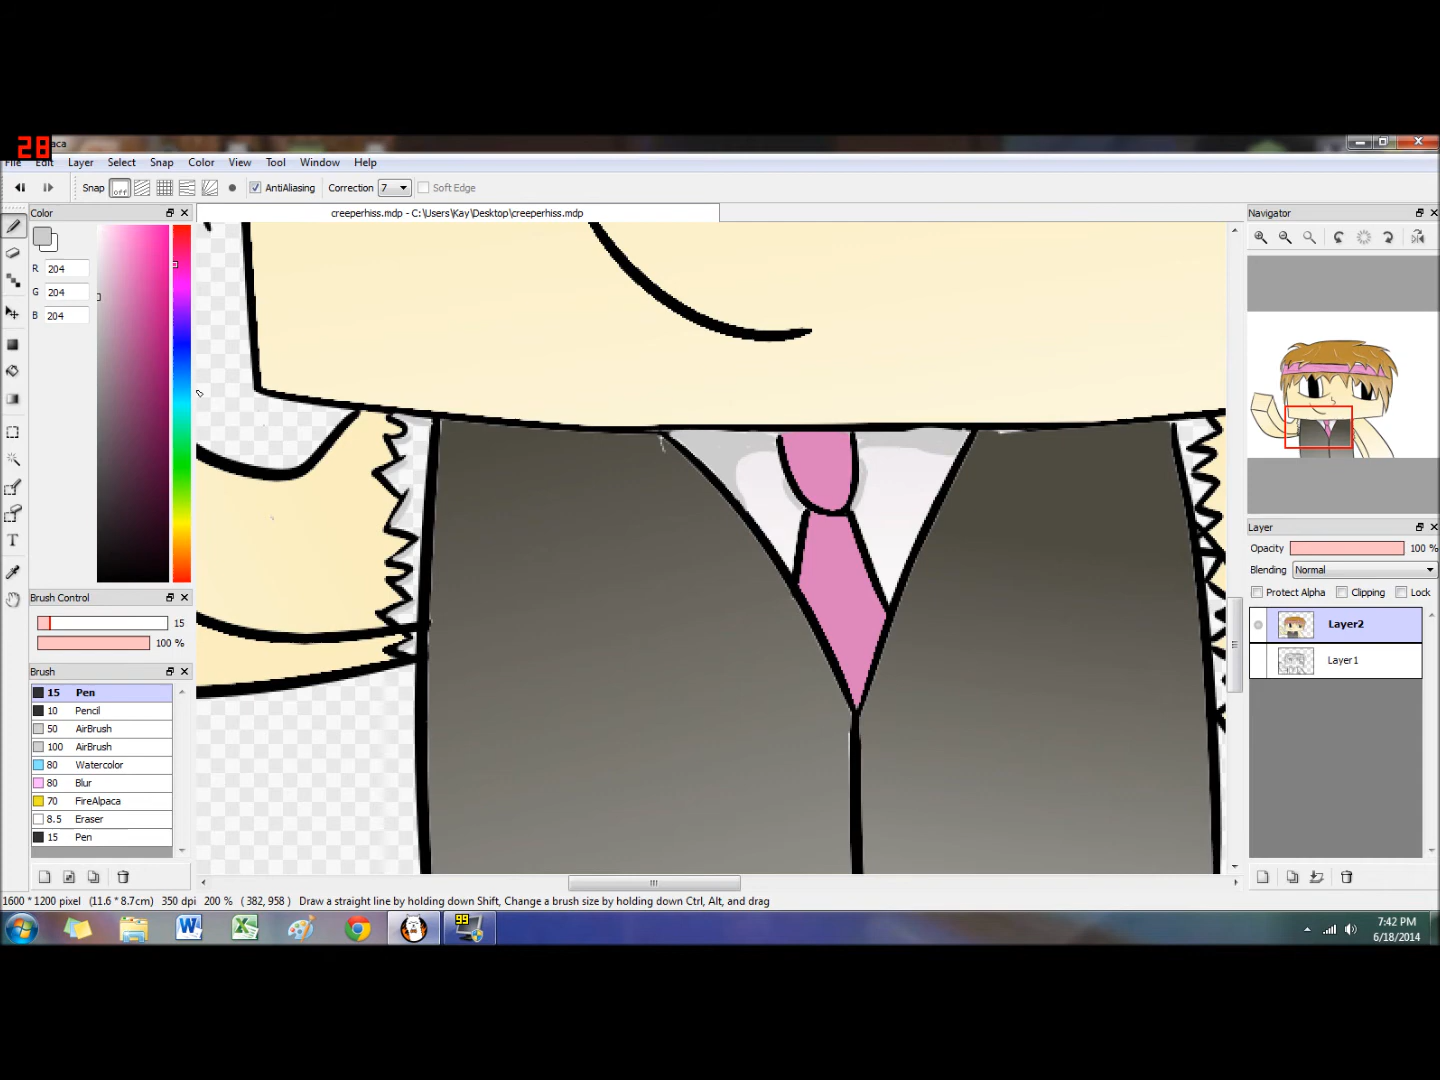 28
aca
File Edit Layer Select Snap Color View Tool Window Help
Snap off AntiAliasing Correction 7 Soft Edge
Color
creeperhiss.mdp - C:\Users\Kay\Desktop\creeperhiss.mdp
Navigator
R 204
G 204
B 204
Layer
Opacity 100 %
Blending Normal
Protect Alpha Clipping Lock
Layer2
Layer1
Brush Control
15
100 %
Brush
15 Pen
10 Pencil
50 AirBrush
100 AirBrush
80 Watercolor
80 Blur
70 FireAlpaca
8.5 Eraser
15 Pen
T
1600 * 1200 pixel (11.6 * 8.7cm) 350 dpi 200 % ( 382, 958 ) Draw a straight line by holding down Shift, Change a brush size by holding down Ctrl, Alt, and drag
99
7:42 PM
6/18/2014